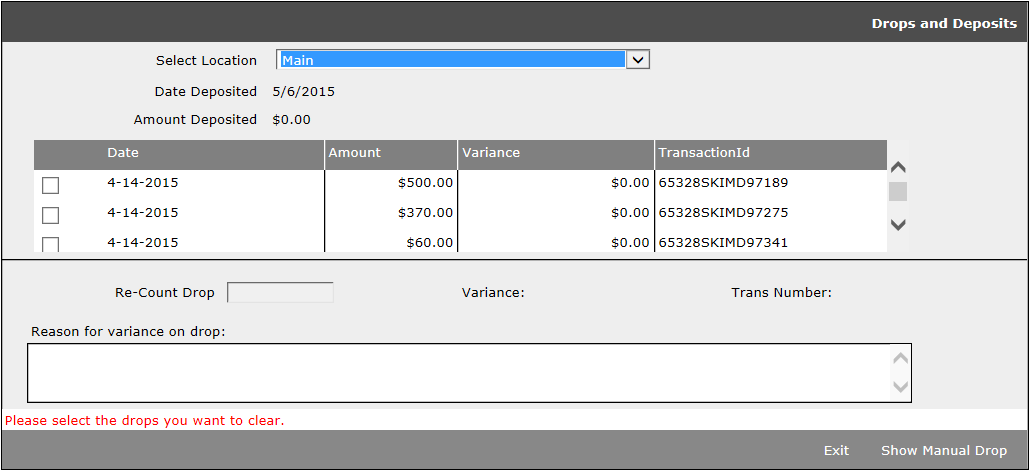 Drops and Deposits
Select Location Main
Date Deposited 5/6/2015
Amount Deposited $0.00
Date Amount Variance TransactionId
4-14-2015 $500.00 $0.00 65328SKIMD97189
4-14-2015 $370.00 $0.00 65328SKIMD97275
4-14-2015 $60.00 $0.00 65328SKIMD97341
Re-Count Drop Variance: Trans Number:
Reason for variance on drop:
Please select the drops you want to clear.
Exit Show Manual Drop